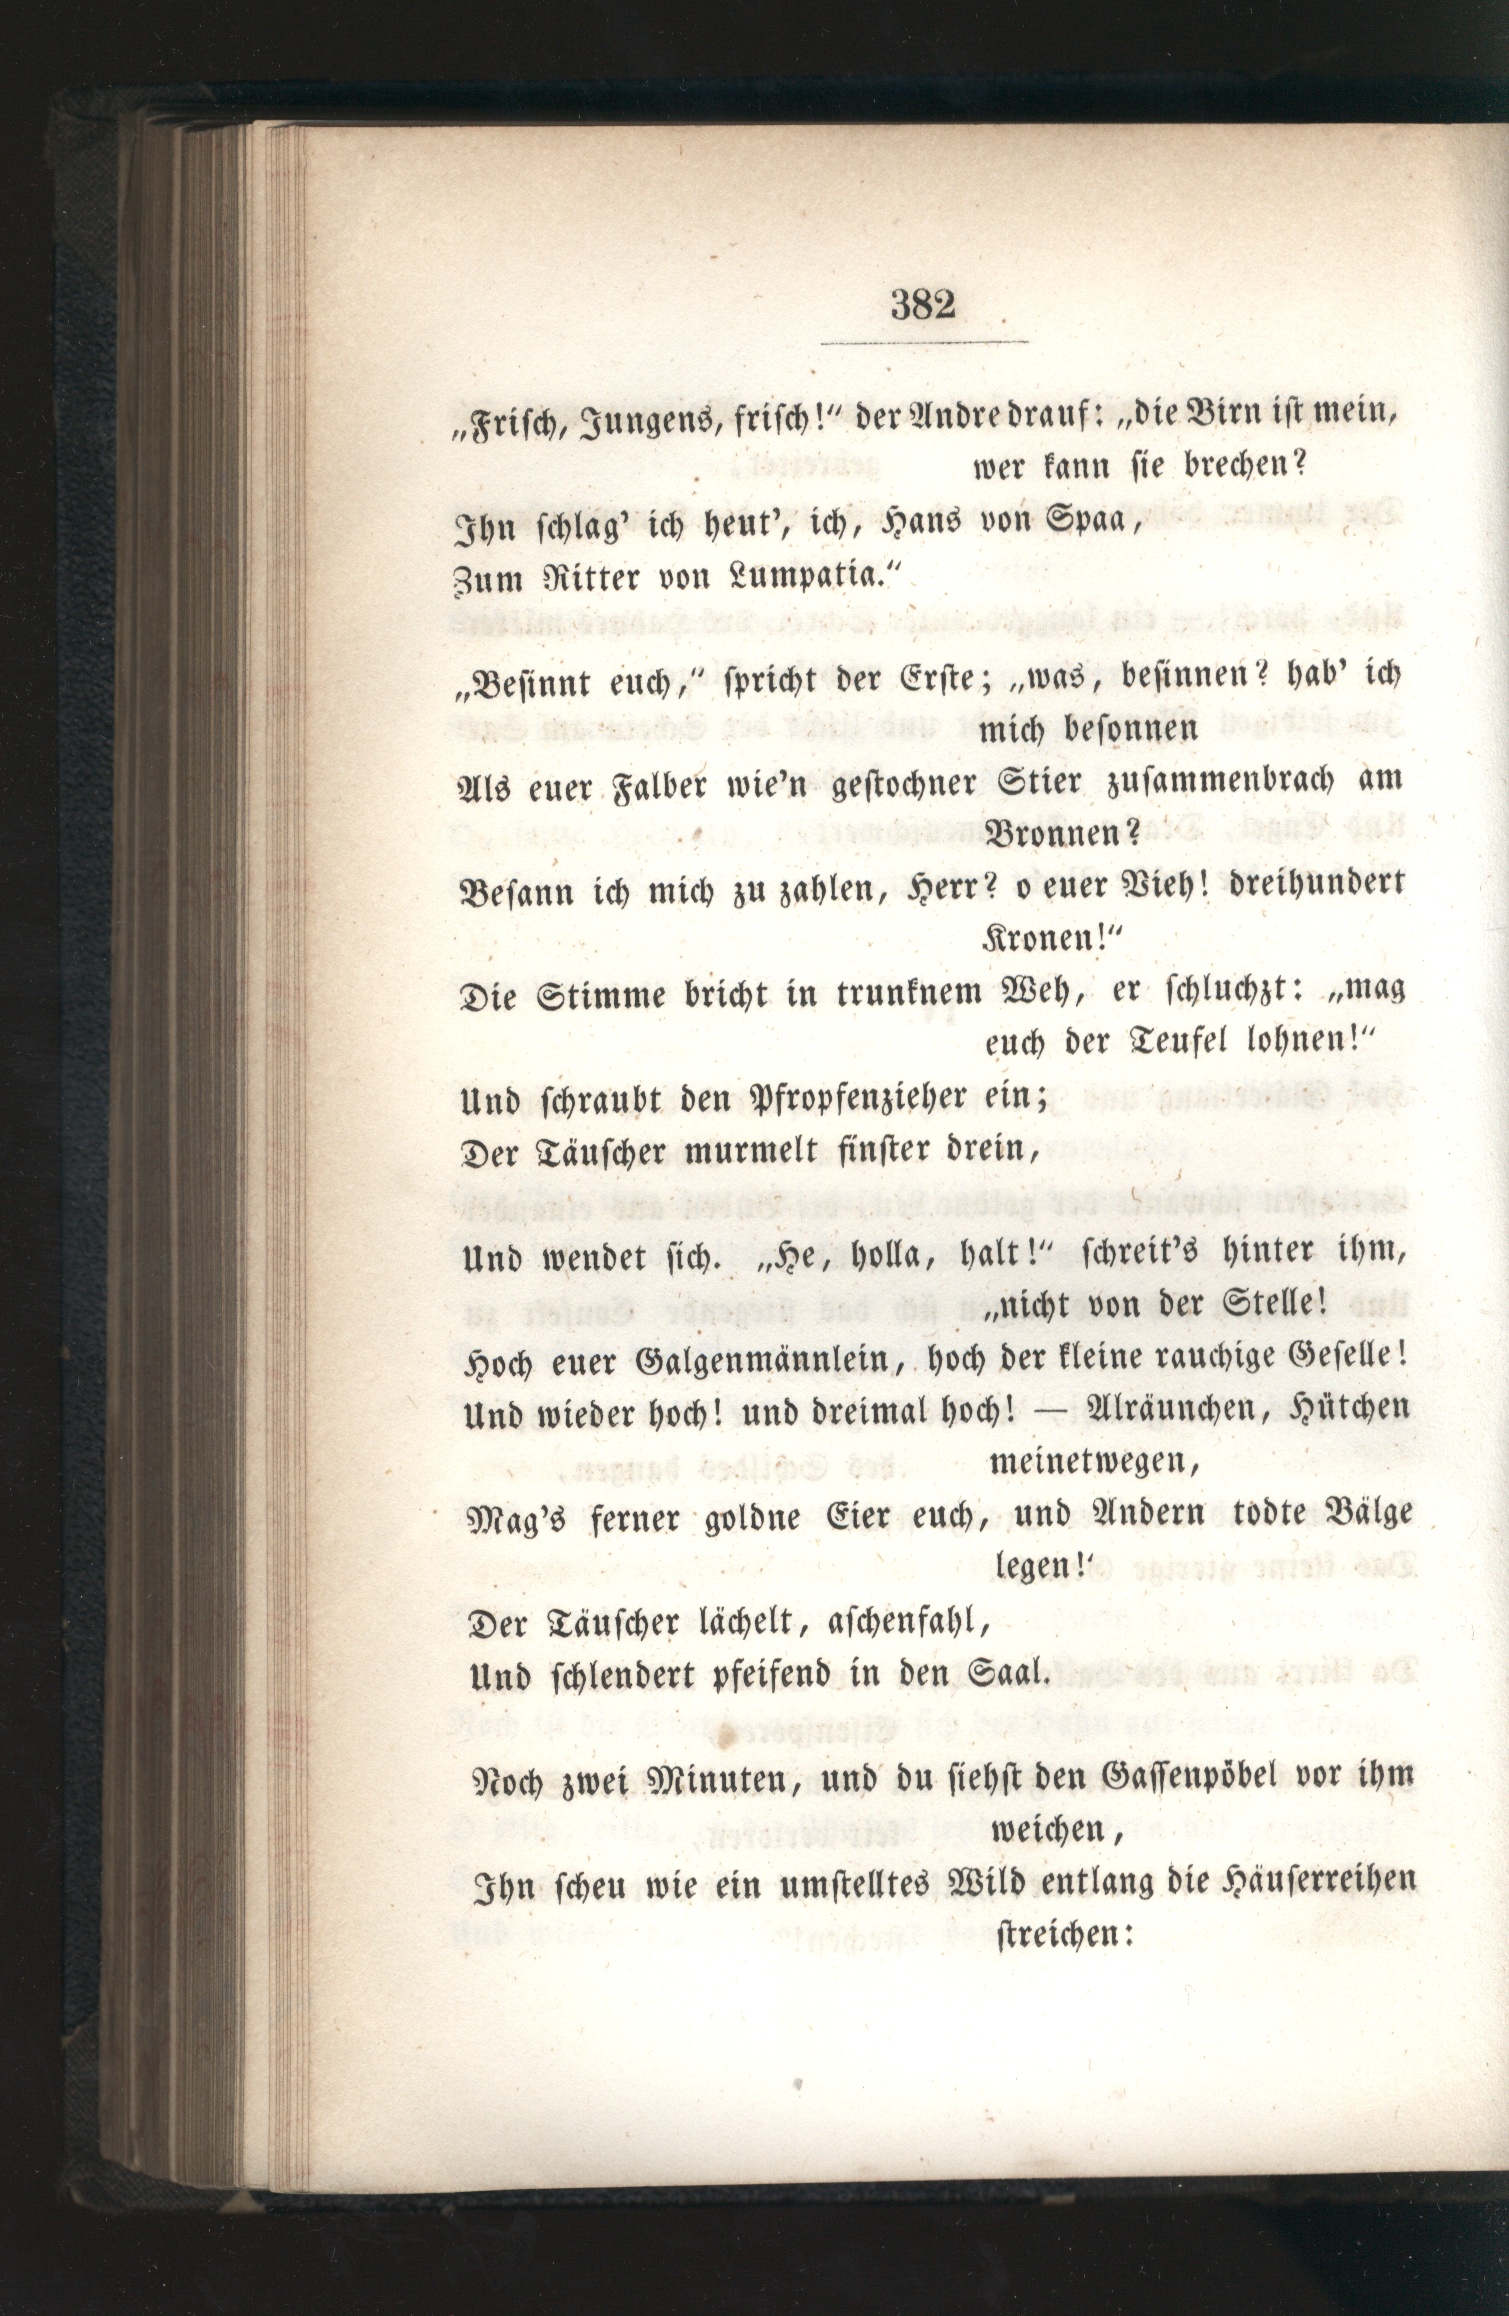 382
„Friſch, Jungens, friſch!“ der Andre drauf: „die Birn iſt mein,
wer kann ſie brechen?
Ihn ſchlag’ ich heut’, ich, Hans von Spaa,
Zum Ritter von Lumpatia.“
„Beſinnt euch,“ ſpricht der Erſte; „was, beſinnen? hab’ ich
mich beſonnen
Als euer Falber wie’n geſtochner Stier zuſammenbrach am
Bronnen?
Beſann ich mich zu zahlen, Herr? o euer Vieh! dreihundert
Kronen!“
Die Stimme bricht in trunknem Weh, er ſchluchzt: „mag
euch der Teufel lohnen!“
Und ſchraubt den Pfropfenzieher ein;
Der Täuſcher murmelt finſter drein,
Und wendet ſich. „He, holla, halt!“ ſchreit’s hinter ihm,
„nicht von der Stelle!
Hoch euer Galgenmännlein, hoch der kleine rauchige Geſelle!
Und wieder hoch! und dreimal hoch! — Alräunchen, Hütchen
meinetwegen,
Mag’s ferner goldne Eier euch, und Andern todte Bälge
legen!‘
Der Täuſcher lächelt, aſchenfahl,
Und ſchlendert pfeifend in den Saal.
Noch zwei Minuten, und du ſiehſt den Gaſſenpöbel vor ihm
weichen,
Ihn ſcheu wie ein umſtelltes Wild entlang die Häuſerreihen
ſtreichen: